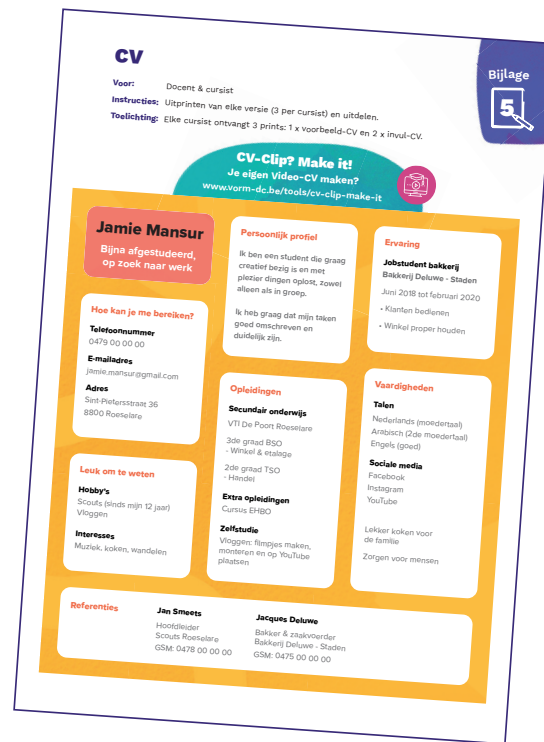 CV
Bijlage
5
Voor: Docent & cursist
Instructies: Uitprinten van elke versie (3 per cursist) en uitdelen.
Toelichting: Elke cursist ontvangt 3 prints: 1 x voorbeeld-CV en 2 x invul-CV.
CV-Clip? Make it!
Je eigen Video-CV maken?
www.vorm-dc.be/tools/cv-clip-make-it
Jamie Mansur
Bijna afgestudeerd,
op zoek naar werk
Hoe kan je me bereiken?
Telefoonnummer
0479 00 00 00
E-mailadres
jamie.mansur@gmail.com
Adres
Sint-Pietersstraat 36
8800 Roeselare
Leuk om te weten
Hobby's
Scouts (sinds mijn 12 jaar)
Vloggen
Interesses
Muziek, koken, wandelen
Persoonlijk profiel
Ik ben een student die graag
creatief bezig is en met
plezier dingen oplost, zowel
alleen als in groep.
Ik heb graag dat mijn taken
goed omschreven en
duidelijk zijn.
Opleidingen
Secundair onderwijs
VTI De Poort Roeselare
3de graad BSO
- Winkel & etalage
2de graad TSO
- Handel
Extra opleidingen
Cursus EHBO
Zelfstudie
Vloggen: filmpjes maken,
monteren en op YouTube
plaatsen
Ervaring
Jobstudent bakkerij
Bakkerij Deluwe - Staden
Juni 2018 tot februari 2020
• Klanten bedienen
• Winkel proper houden
Vaardigheden
Talen
Nederlands (moedertaal)
Arabisch (2de moedertaal)
Engels (goed)
Sociale media
Facebook
Instagram
YouTube
Lekker koken voor
de familie
Zorgen voor mensen
Referenties
Jan Smeets
Hoofdleider
Scouts Roeselare
GSM: 0478 00 00 00
Jacques Deluwe
Bakker & zaakvoerder
Bakkerij Deluwe - Staden
GSM: 0475 00 00 00